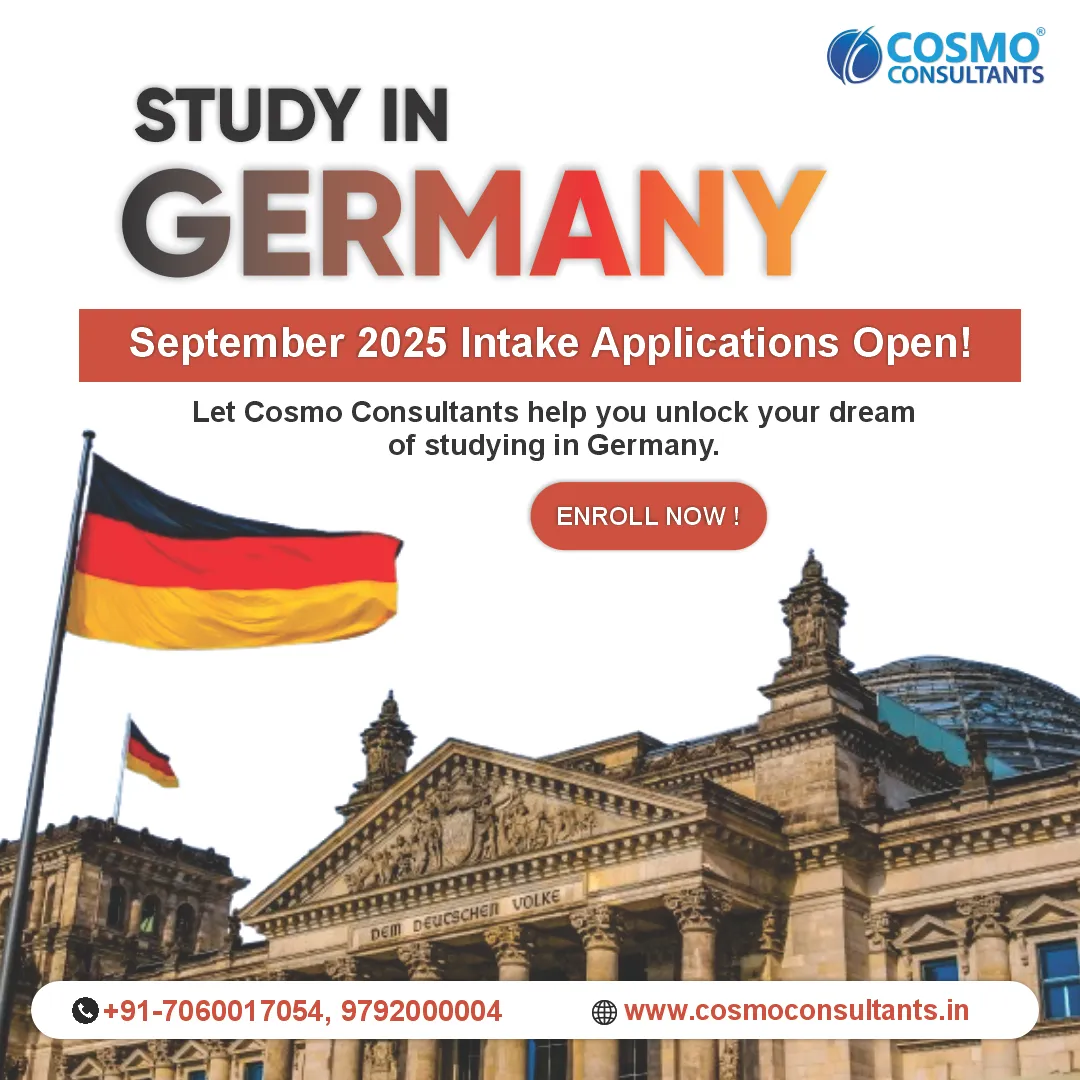 COSMO®
CONSULTANTS
STUDY IN
GERMANY
September 2025 Intake Applications Open!
Let Cosmo Consultants help you unlock your dream
of studying in Germany.
ENROLL NOW !
DEM DEUTSCHEN VOLKE
+91-7060017054, 9792000004
www.cosmoconsultants.in